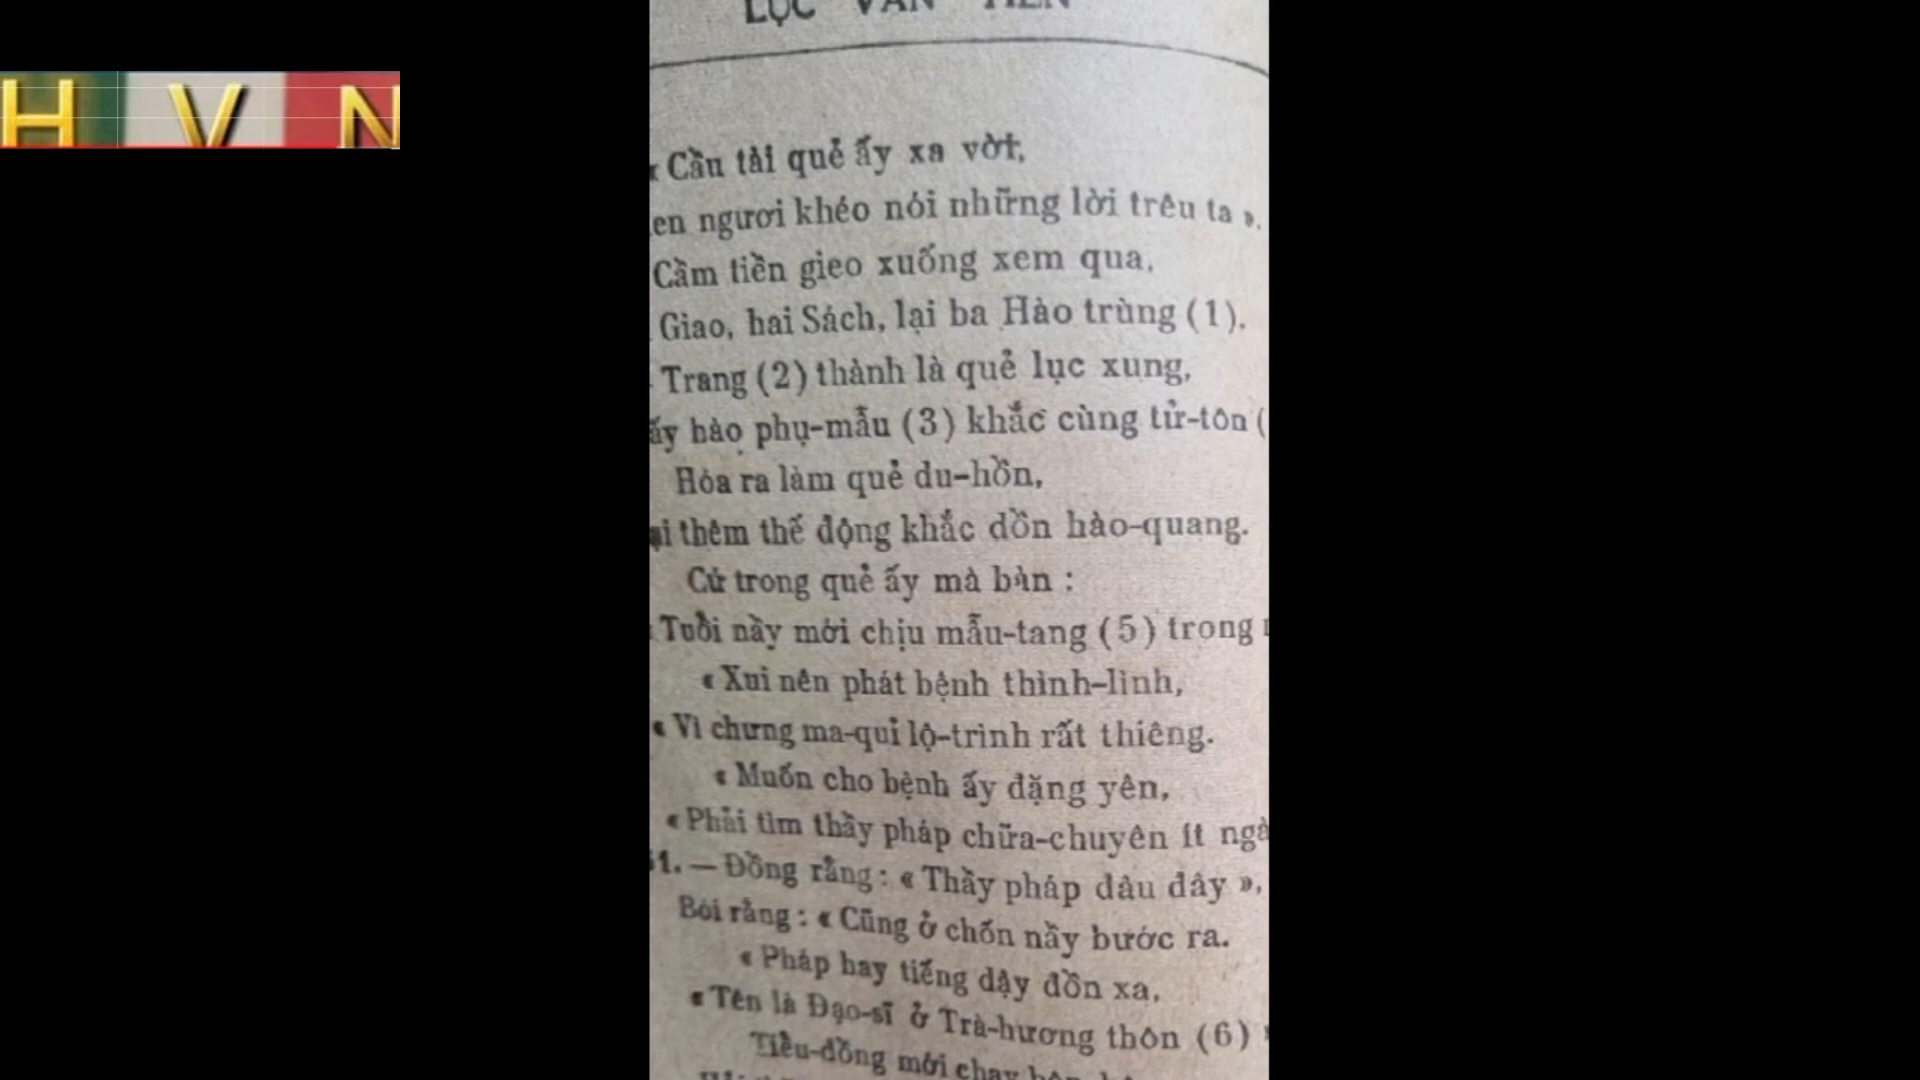 LỤC VÂN TIÊN
H V N
« Cầu tài quẻ ấy xa vời,
en ngươi khéo nói những lời trêu ta ».
Cầm tiền gieo xuống xem qua,
Giao, hai Sách, lại ba Hào trùng (1).
Trang (2) thành là quẻ lục xung,
ấy hào phụ-mẫu (3) khắc cùng tử-tôn (
Hóa ra làm quẻ du-hồn,
ại thêm thế động khắc dồn hào-quang.
Cứ trong quẻ ấy mà bàn :
« Tuổi nầy mới chịu mẫu-tang (5) trong
« Xui nên phát bệnh thình-lình,
« Vì chưng ma-quỉ lộ-trình rất thiêng.
« Muốn cho bệnh ấy đặng yên,
« Phải tìm thầy pháp chữa-chuyên ít ngà
51. — Đồng rằng : « Thầy pháp đâu đây »,
Bói rằng : « Cũng ở chốn nầy bước ra.
« Pháp hay tiếng dậy đồn xa,
« Tên là Đạo-sĩ ở Trà-hương thôn (6)
Tiểu-đồng mới chạy